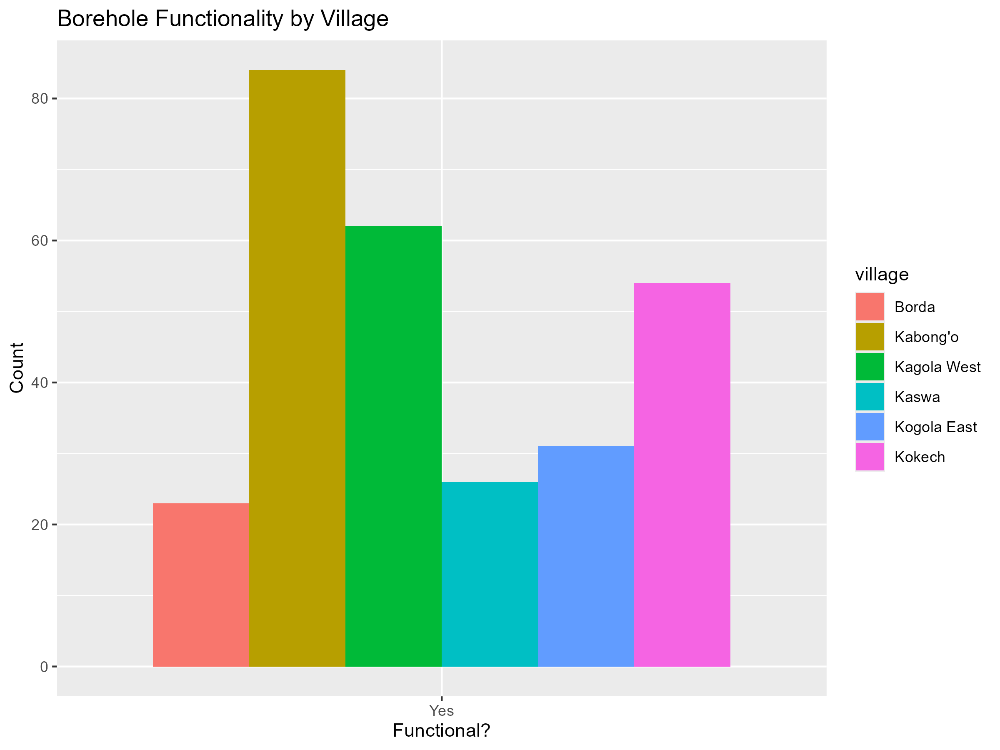 Borehole Functionality by Village
80
60
40
20
0
Count
Yes
Functional?
village
Borda
Kabong'o
Kagola West
Kaswa
Kogola East
Kokech